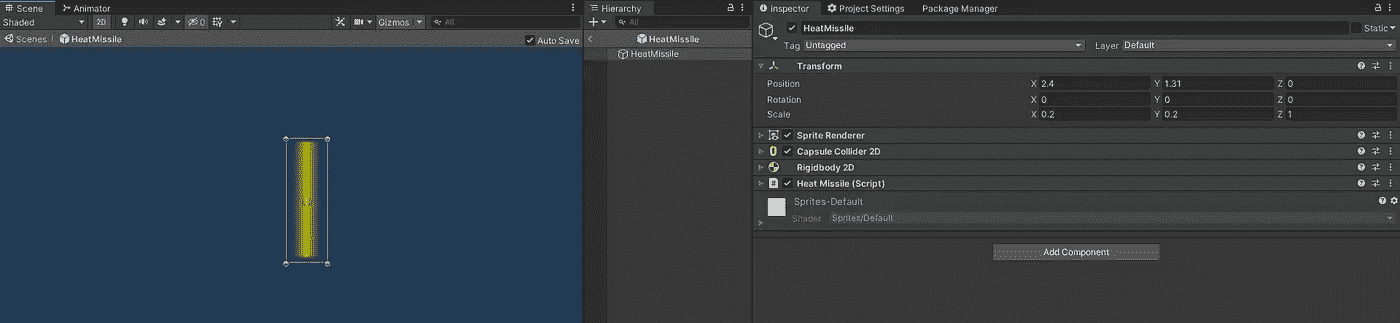 Scene Animator
Shaded 2D 0 Gizmos All
Scenes HeatMissile Auto Save
Hierarchy
All
HeatMissile
HeatMissile
Inspector Project Settings Package Manager
HeatMissile Static
Tag Untagged Layer Default
Transform
Position X 2.4 Y 1.31 Z 0
Rotation X 0 Y 0 Z 0
Scale X 0.2 Y 0.2 Z 1
Sprite Renderer
Capsule Collider 2D
Rigidbody 2D
Heat Missile (Script)
Sprites-Default
Shader Sprites/Default
Add Component